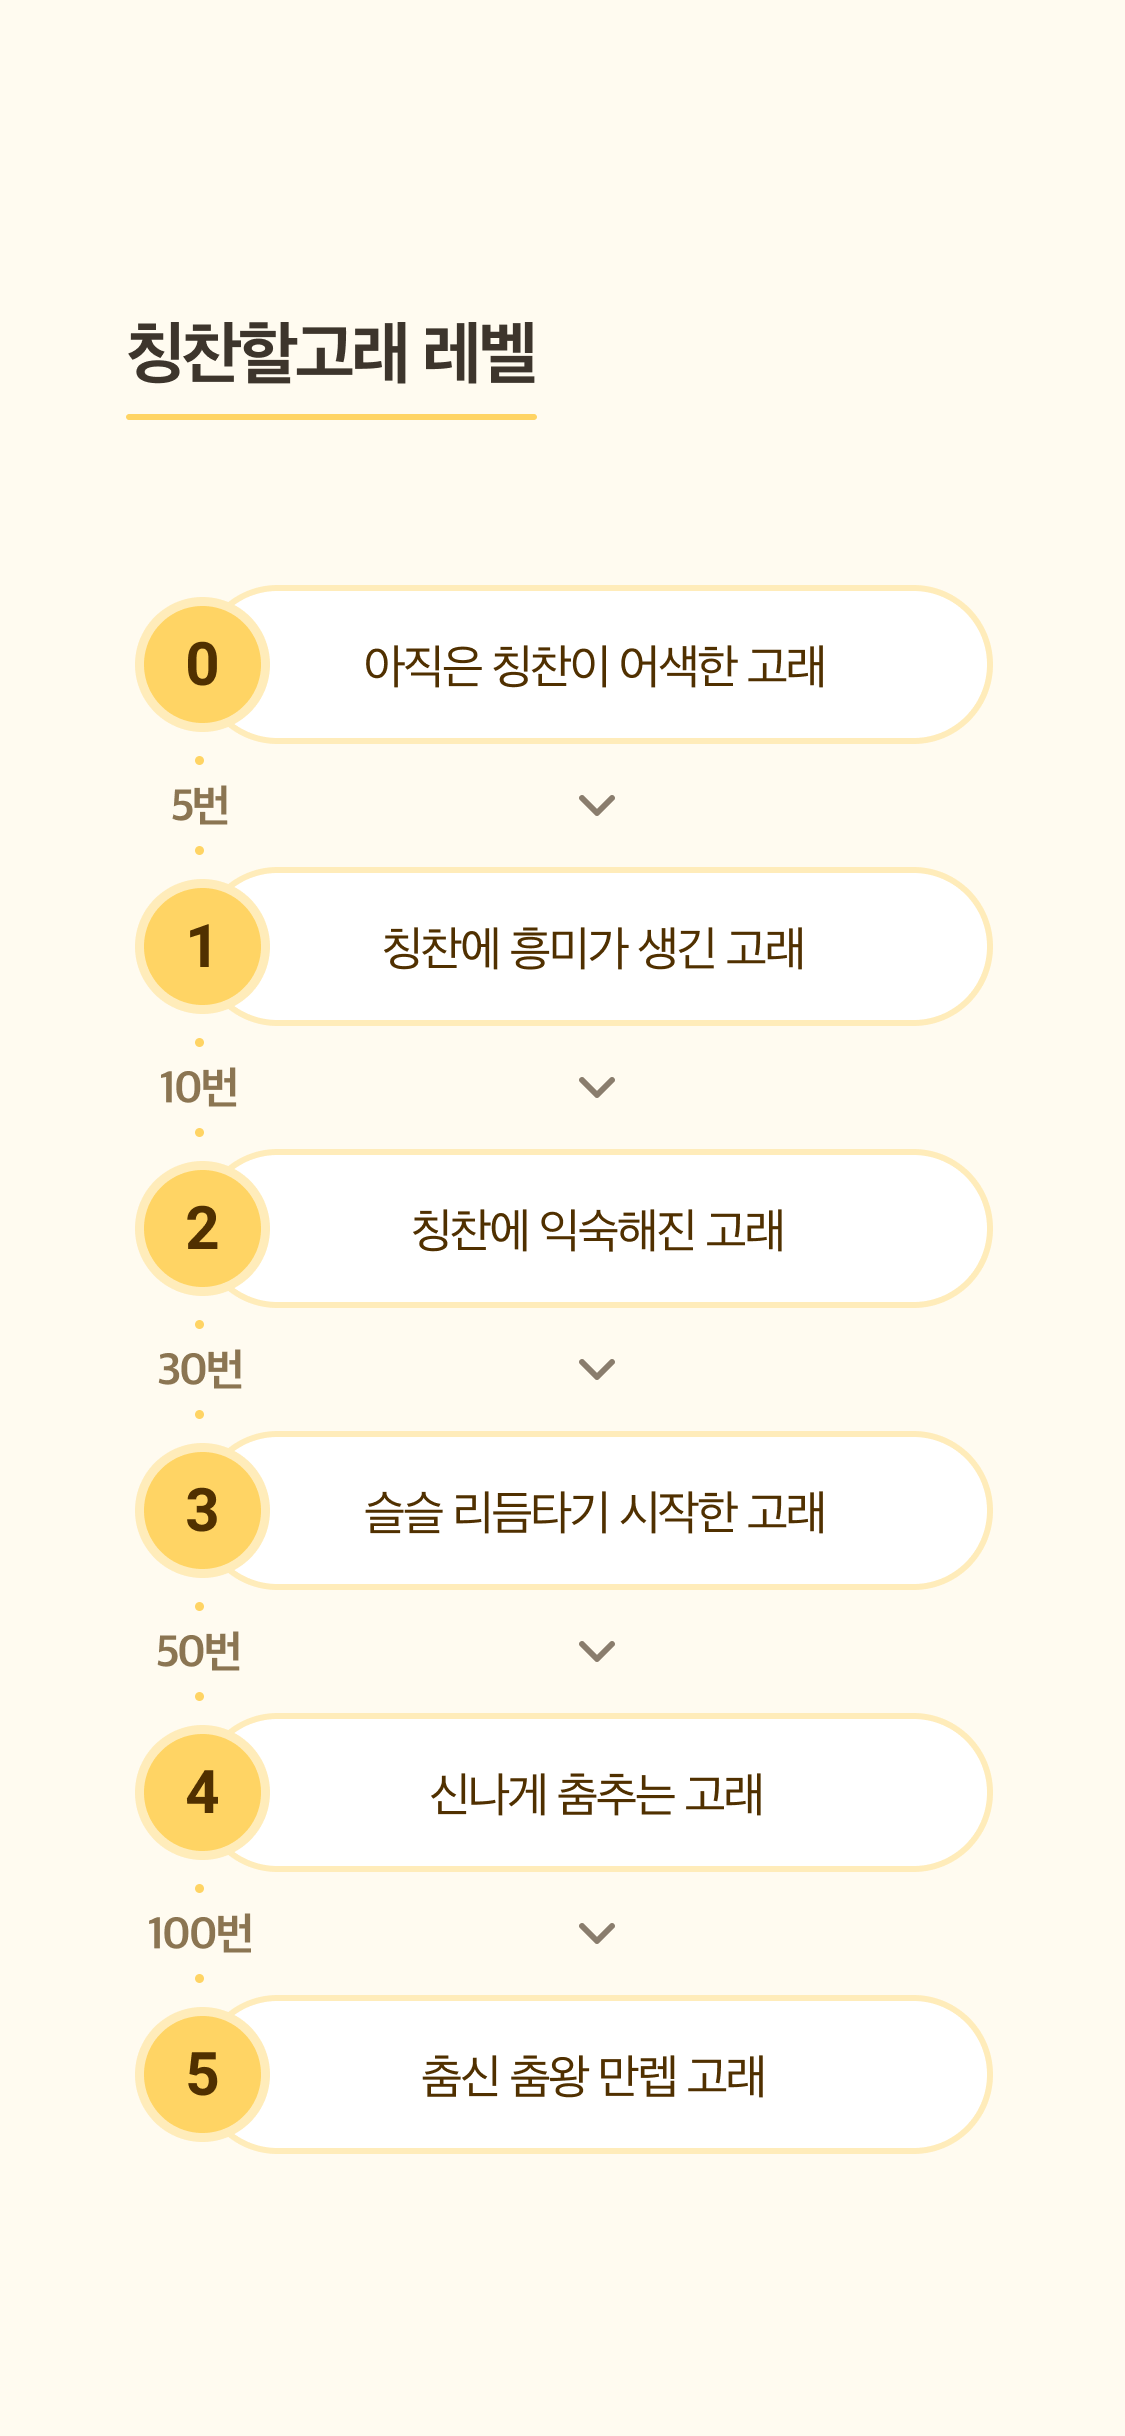 칭찬할고래 레벨
0 아직은 칭찬이 어색한 고래
5번
1 칭찬에 흥미가 생긴 고래
10번
2 칭찬에 익숙해진 고래
30번
3 슬슬 리듬타기 시작한 고래
50번
4 신나게 춤추는 고래
100번
5 춤신 춤왕 만렙 고래